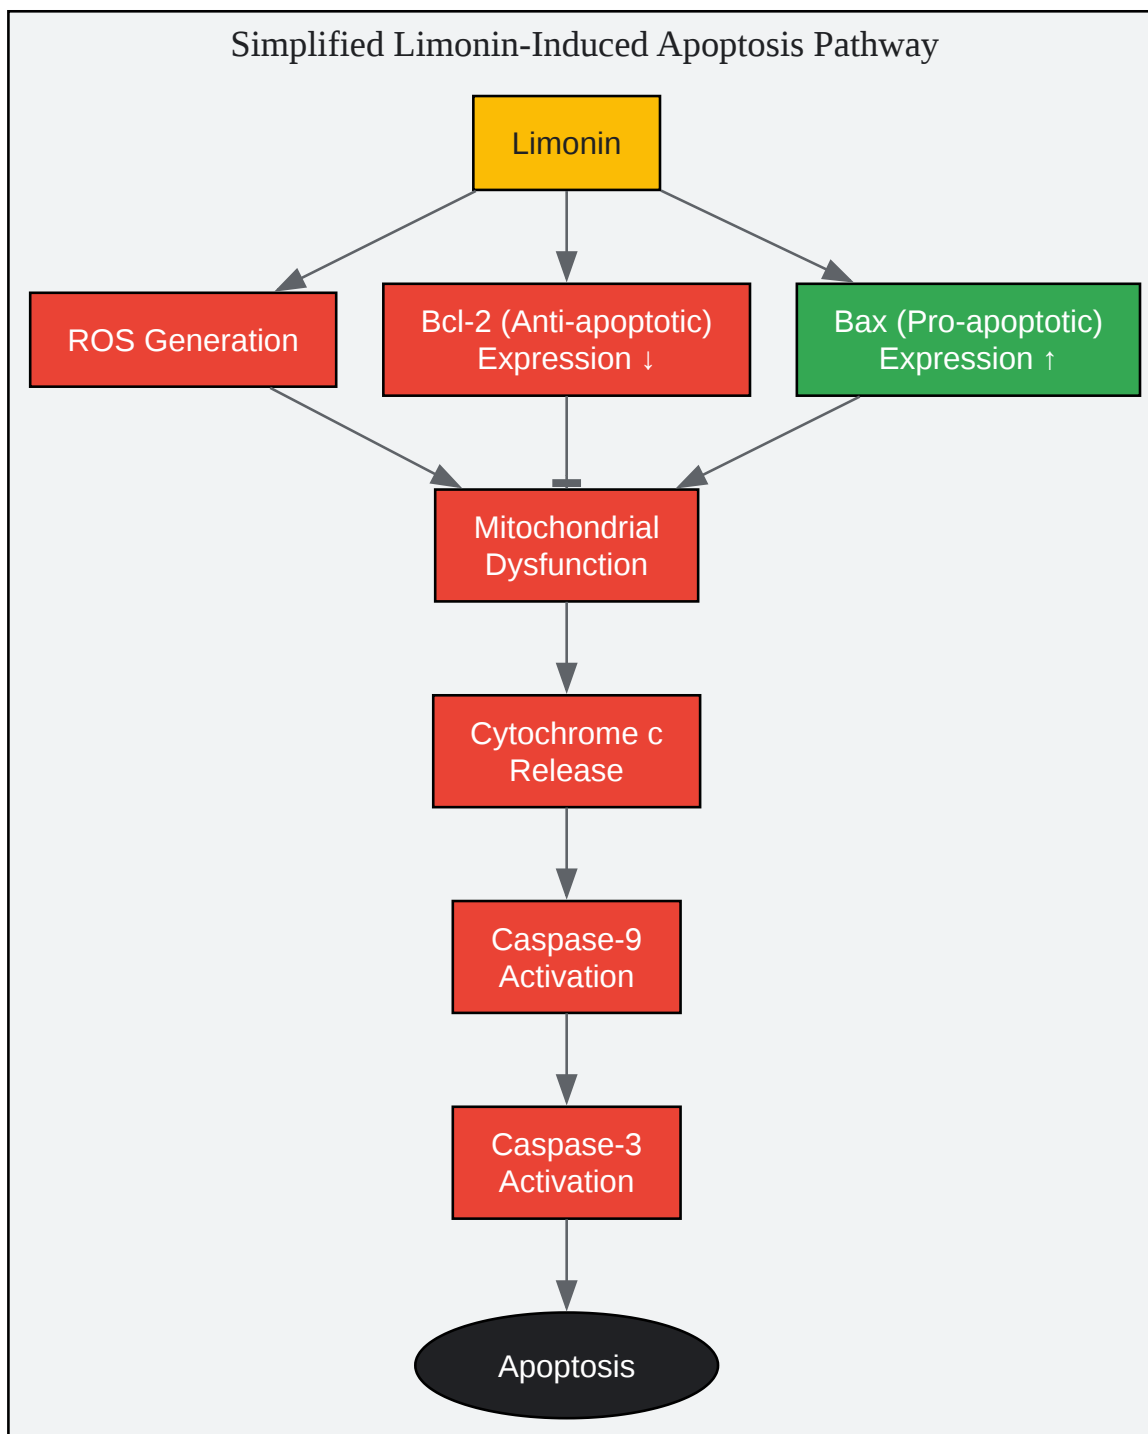 Simplified Limonin-Induced Apoptosis Pathway
Limonin
ROS Generation
Bcl-2 (Anti-apoptotic)
Expression ↓
Bax (Pro-apoptotic)
Expression ↑
Mitochondrial
Dysfunction
Cytochrome c
Release
Caspase-9
Activation
Caspase-3
Activation
Apoptosis